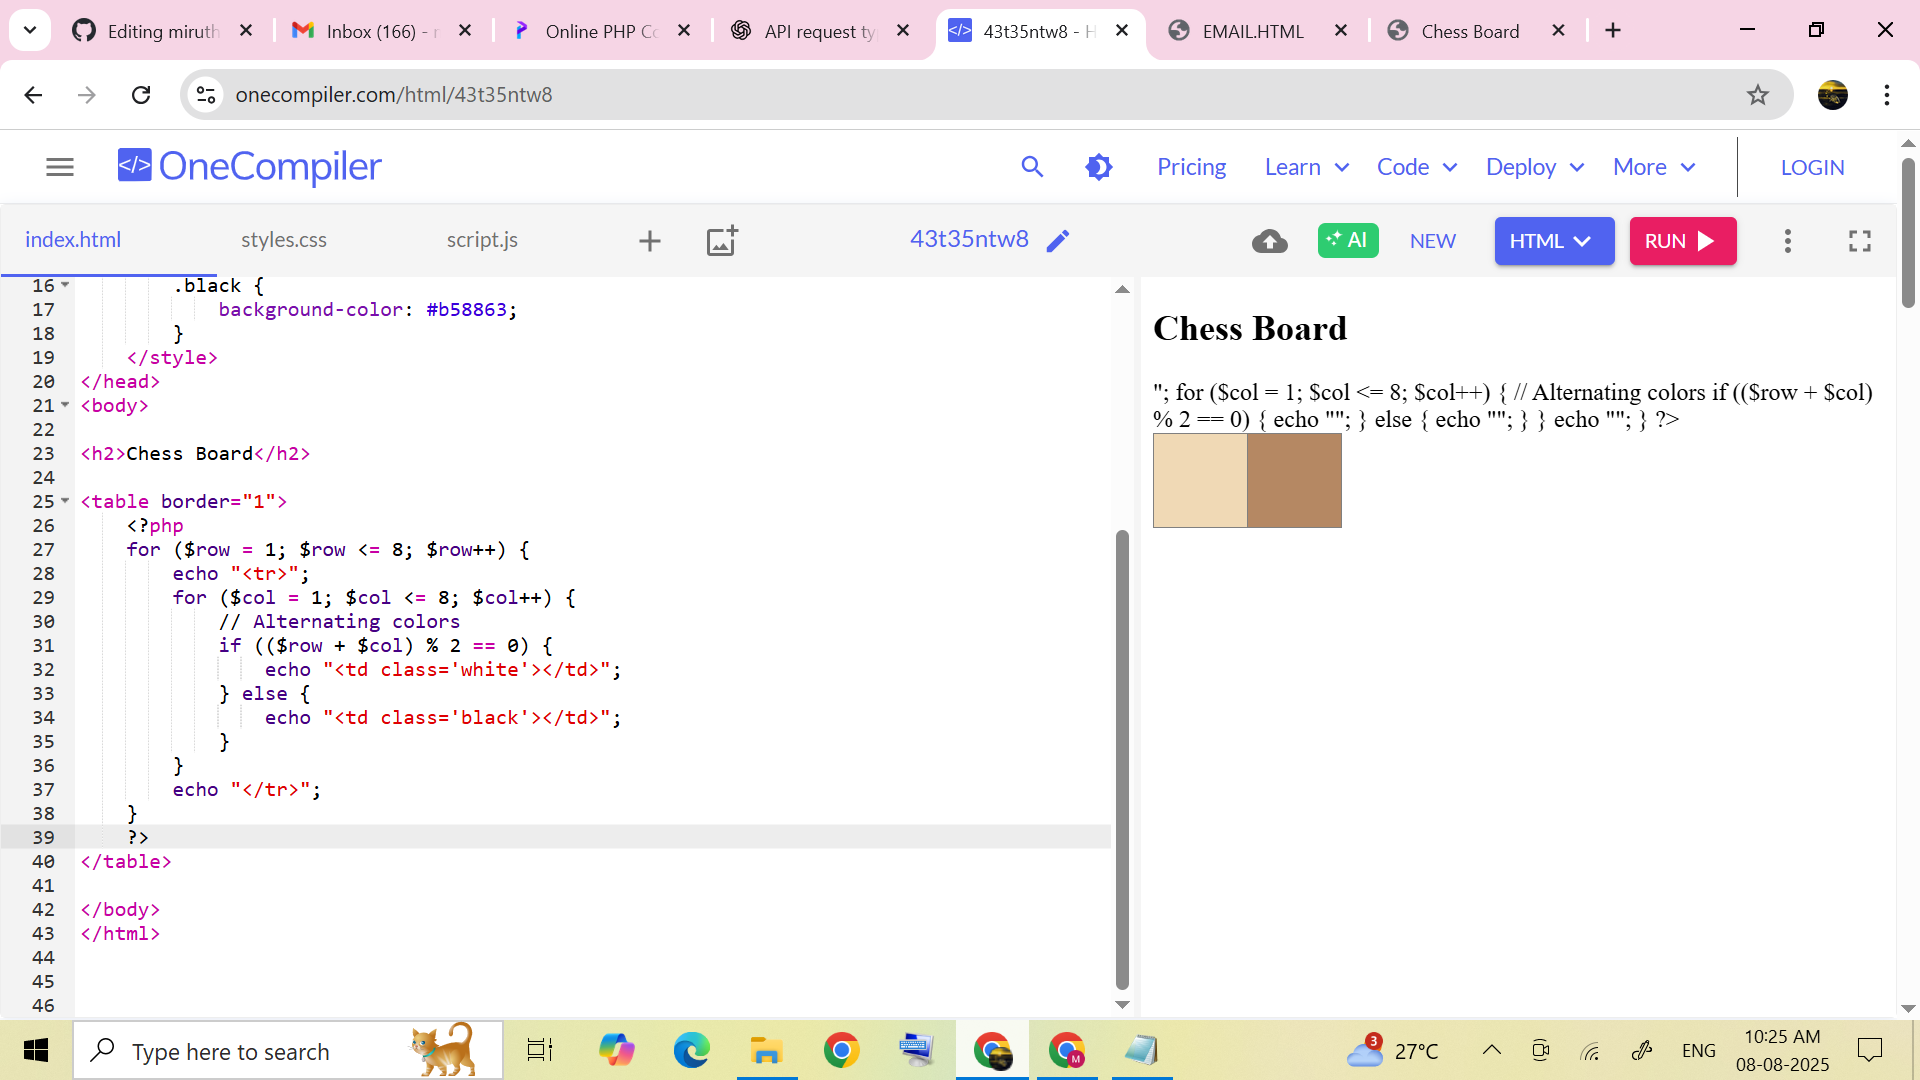 Editing miruth
Inbox (166) - r
Online PHP Co
API request ty
43t35ntw8 - H
EMAIL.HTML
Chess Board
onecompiler.com/html/43t35ntw8
</> OneCompiler
Pricing
Learn
Code
Deploy
More
LOGIN
index.html
styles.css
script.js
43t35ntw8
AI
NEW
HTML
RUN
16 .black {
17 background-color: #b58863;
18 }
19 </style>
20 </head>
21 <body>
22
23 <h2>Chess Board</h2>
24
25 <table border="1">
26 <?php
27 for ($row = 1; $row <= 8; $row++) {
28 echo "<tr>";
29 for ($col = 1; $col <= 8; $col++) {
30 // Alternating colors
31 if (($row + $col) % 2 == 0) {
32 echo "<td class='white'></td>";
33 } else {
34 echo "<td class='black'></td>";
35 }
36 }
37 echo "</tr>";
38 }
39 ?>
40 </table>
41
42 </body>
43 </html>
44
45
46
Chess Board
"; for ($col = 1; $col <= 8; $col++) { // Alternating colors if (($row + $col)
% 2 == 0) { echo ""; } else { echo ""; } } echo ""; } ?>
Type here to search
M
3
27°C
ENG
10:25 AM
08-08-2025